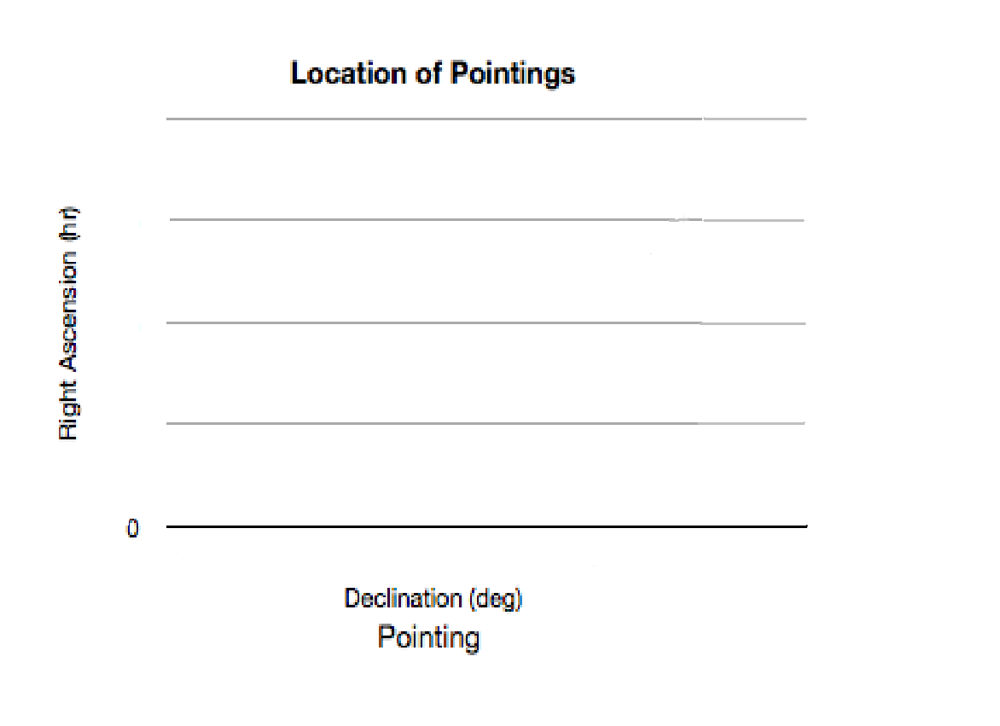 Location of Pointings
Right Ascension (hr)
0
Declination (deg)
Pointing